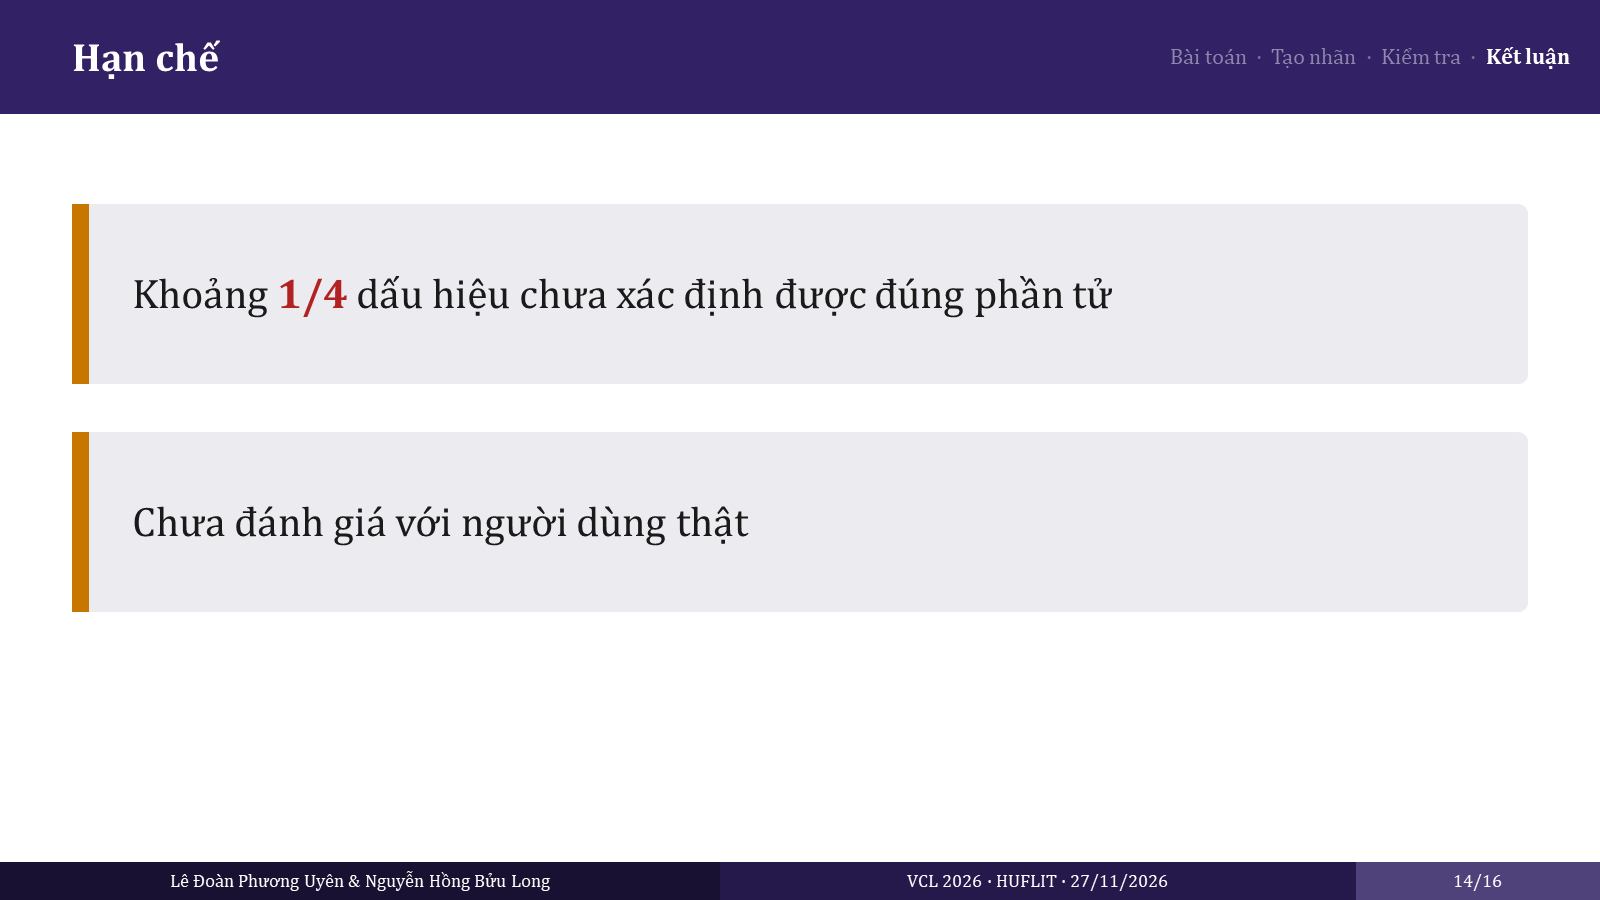 Hạn chế
Bài toán · Tạo nhãn · Kiểm tra · Kết luận
Khoảng 1/4 dấu hiệu chưa xác định được đúng phần tử
Chưa đánh giá với người dùng thật
Lê Đoàn Phương Uyên & Nguyễn Hồng Bửu Long
VCL 2026 · HUFLIT · 27/11/2026
14/16